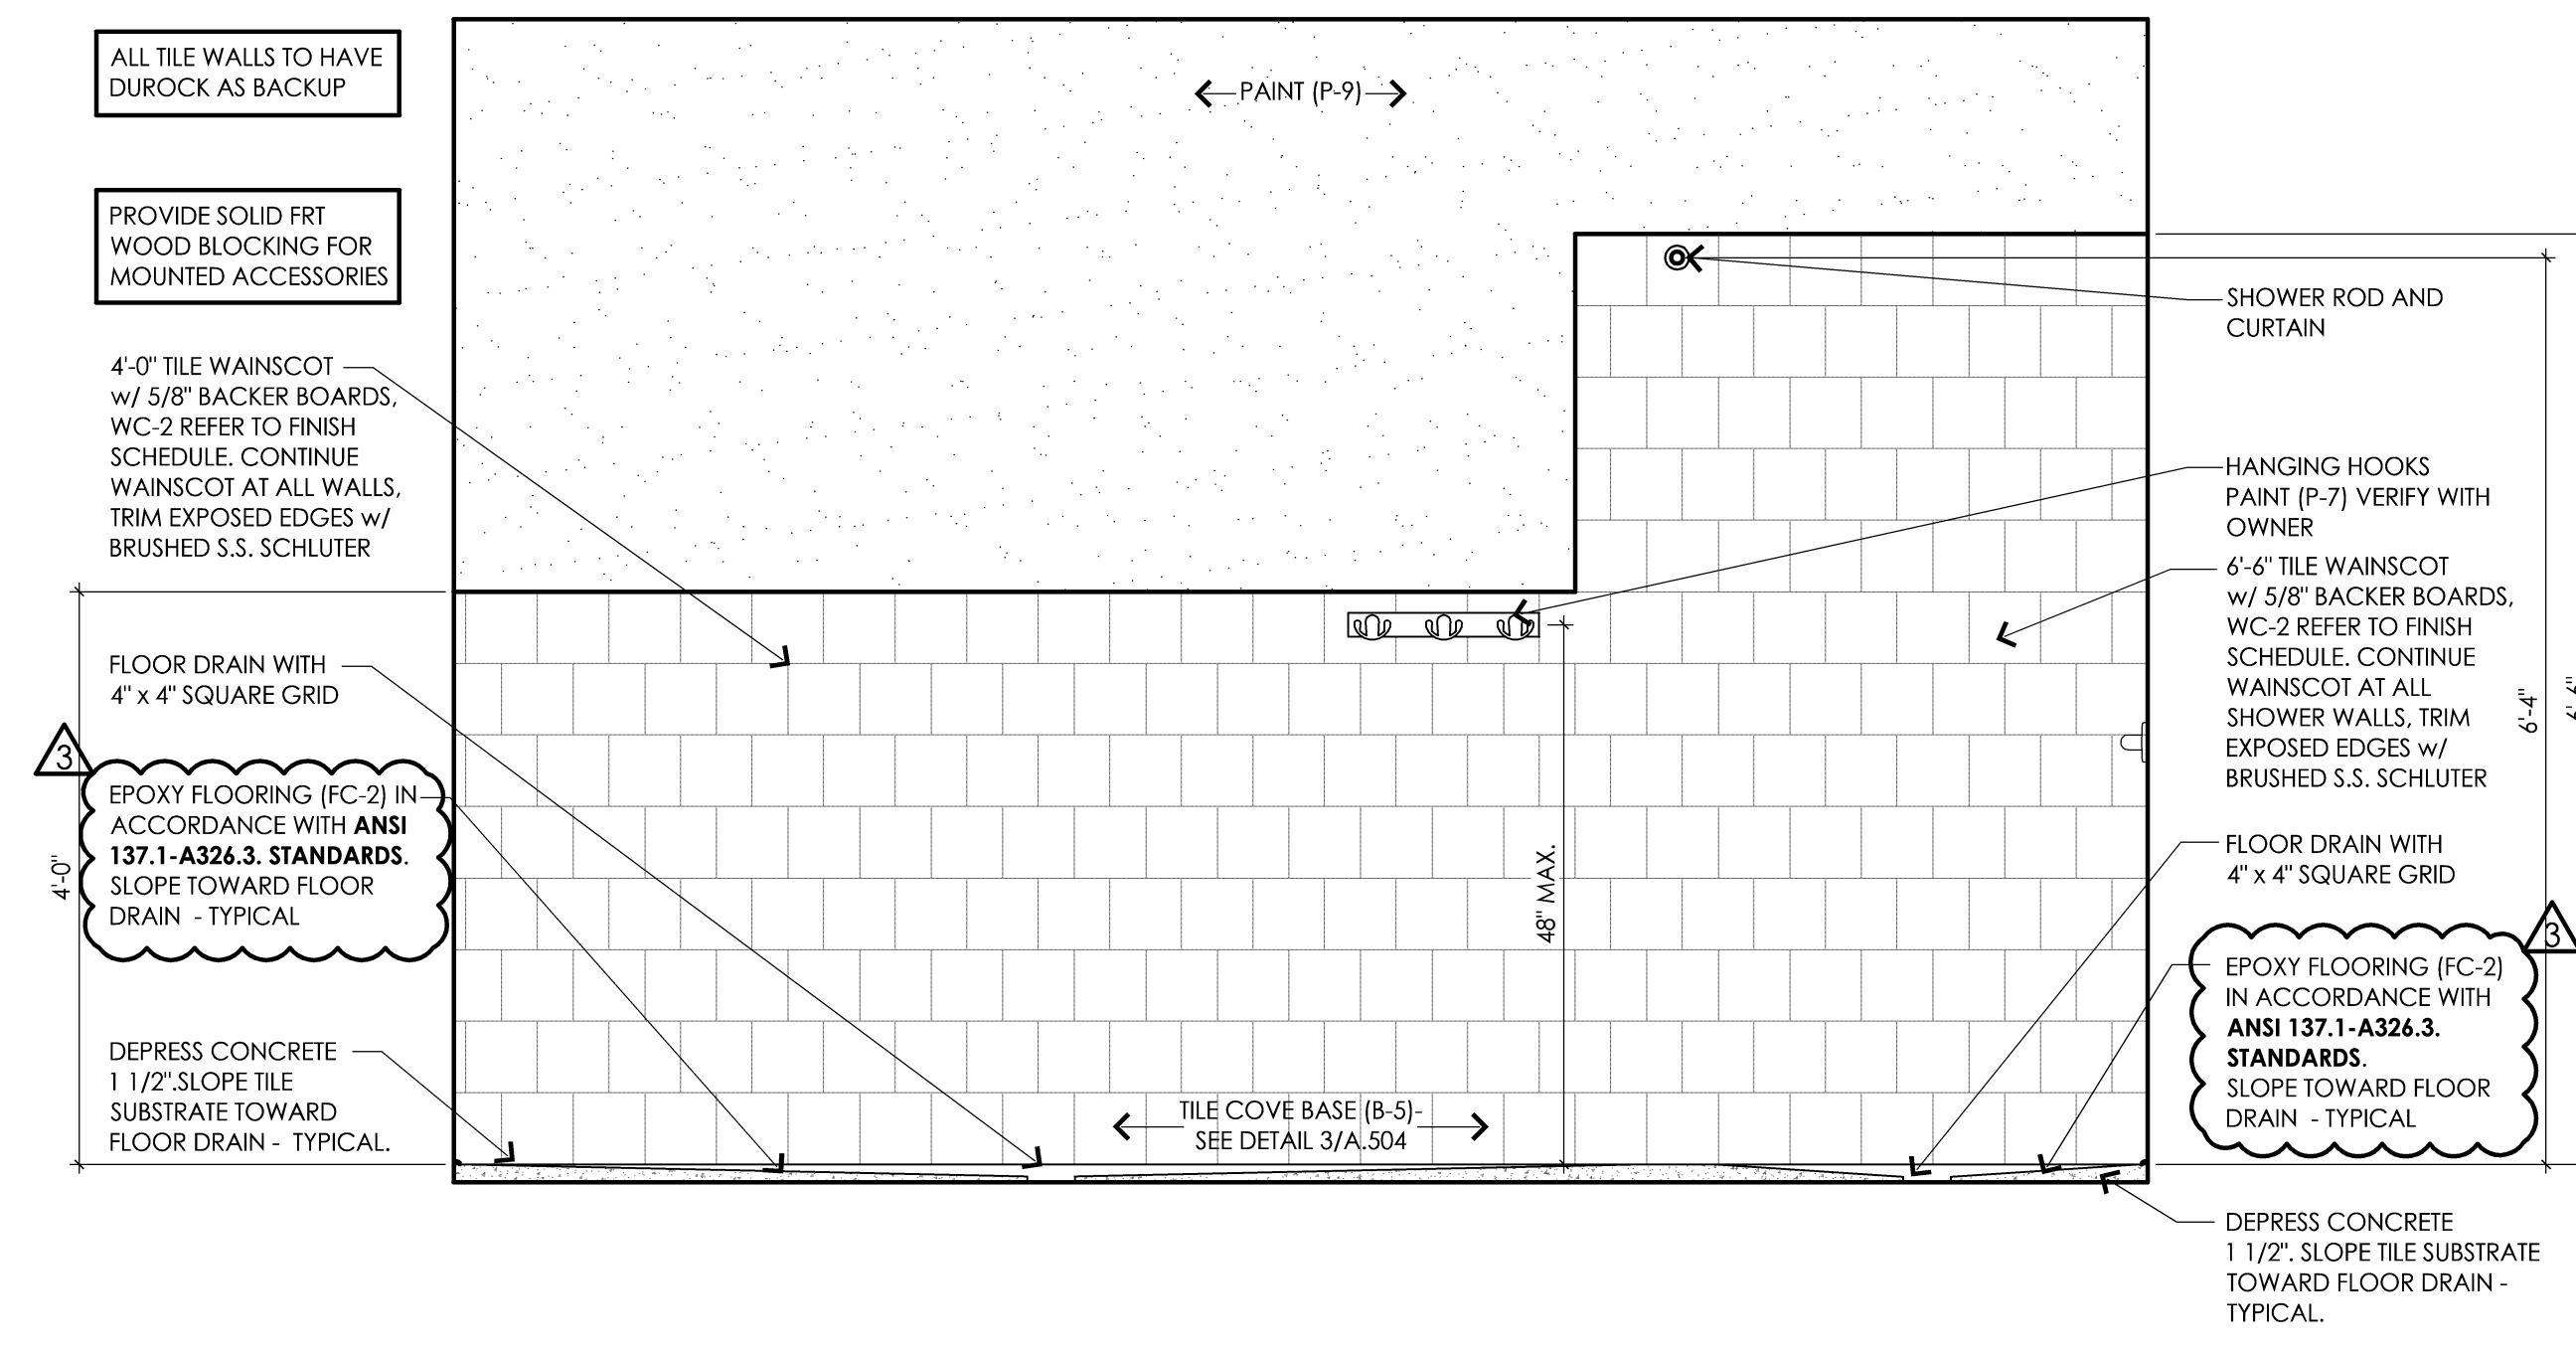 ALL TILE WALLS TO HAVE
DUROCK AS BACKUP
PROVIDE SOLID FRT
WOOD BLOCKING FOR
MOUNTED ACCESSORIES
4'-0" TILE WAINSCOT
w/ 5/8" BACKER BOARDS,
WC-2 REFER TO FINISH
SCHEDULE. CONTINUE
WAINSCOT AT ALL WALLS,
TRIM EXPOSED EDGES w/
BRUSHED S.S. SCHLUTER
FLOOR DRAIN WITH
4" x 4" SQUARE GRID
3
EPOXY FLOORING (FC-2) IN
ACCORDANCE WITH ANSI
137.1-A326.3. STANDARDS.
SLOPE TOWARD FLOOR
DRAIN - TYPICAL
4'-0"
DEPRESS CONCRETE
1 1/2".SLOPE TILE
SUBSTRATE TOWARD
FLOOR DRAIN - TYPICAL.
PAINT (P-9)
48" MAX.
TILE COVE BASE (B-5)-
SEE DETAIL 3/A.504
SHOWER ROD AND
CURTAIN
HANGING HOOKS
PAINT (P-7) VERIFY WITH
OWNER
6'-6" TILE WAINSCOT
w/ 5/8" BACKER BOARDS,
WC-2 REFER TO FINISH
SCHEDULE. CONTINUE
WAINSCOT AT ALL
SHOWER WALLS, TRIM
EXPOSED EDGES w/
BRUSHED S.S. SCHLUTER
6'-4"
FLOOR DRAIN WITH
4" x 4" SQUARE GRID
3
EPOXY FLOORING (FC-2)
IN ACCORDANCE WITH
ANSI 137.1-A326.3.
STANDARDS.
SLOPE TOWARD FLOOR
DRAIN - TYPICAL
DEPRESS CONCRETE
1 1/2". SLOPE TILE SUBSTRATE
TOWARD FLOOR DRAIN -
TYPICAL.